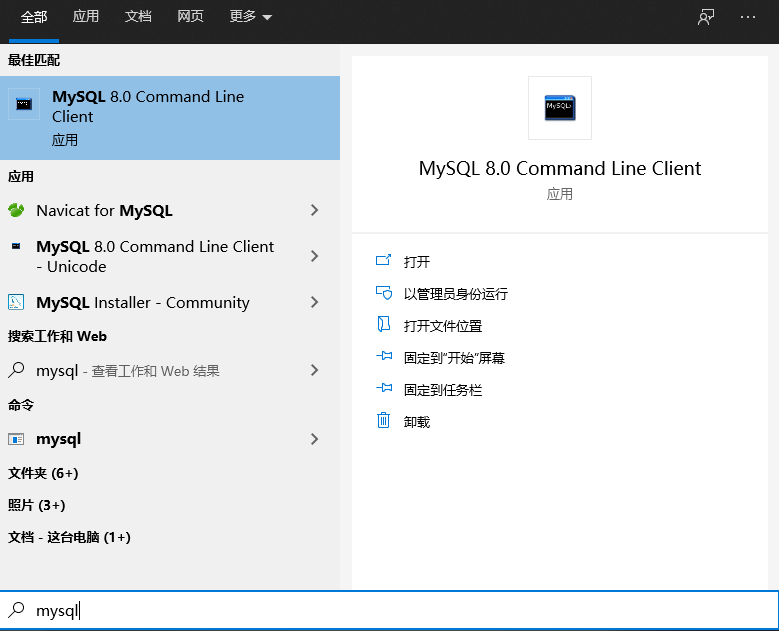 全部 应用 文档 网页 更多
最佳匹配
MySQL 8.0 Command Line
Client
应用
应用
Navicat for MySQL
MySQL 8.0 Command Line Client
- Unicode
MySQL Installer - Community
搜索工作和 Web
mysql - 查看工作和 Web 结果
命令
mysql
文件夹 (6+)
照片 (3+)
文档 - 这台电脑 (1+)
MySQL>
MySQL 8.0 Command Line Client
应用
打开
以管理员身份运行
打开文件位置
固定到"开始"屏幕
固定到任务栏
卸载
mysql